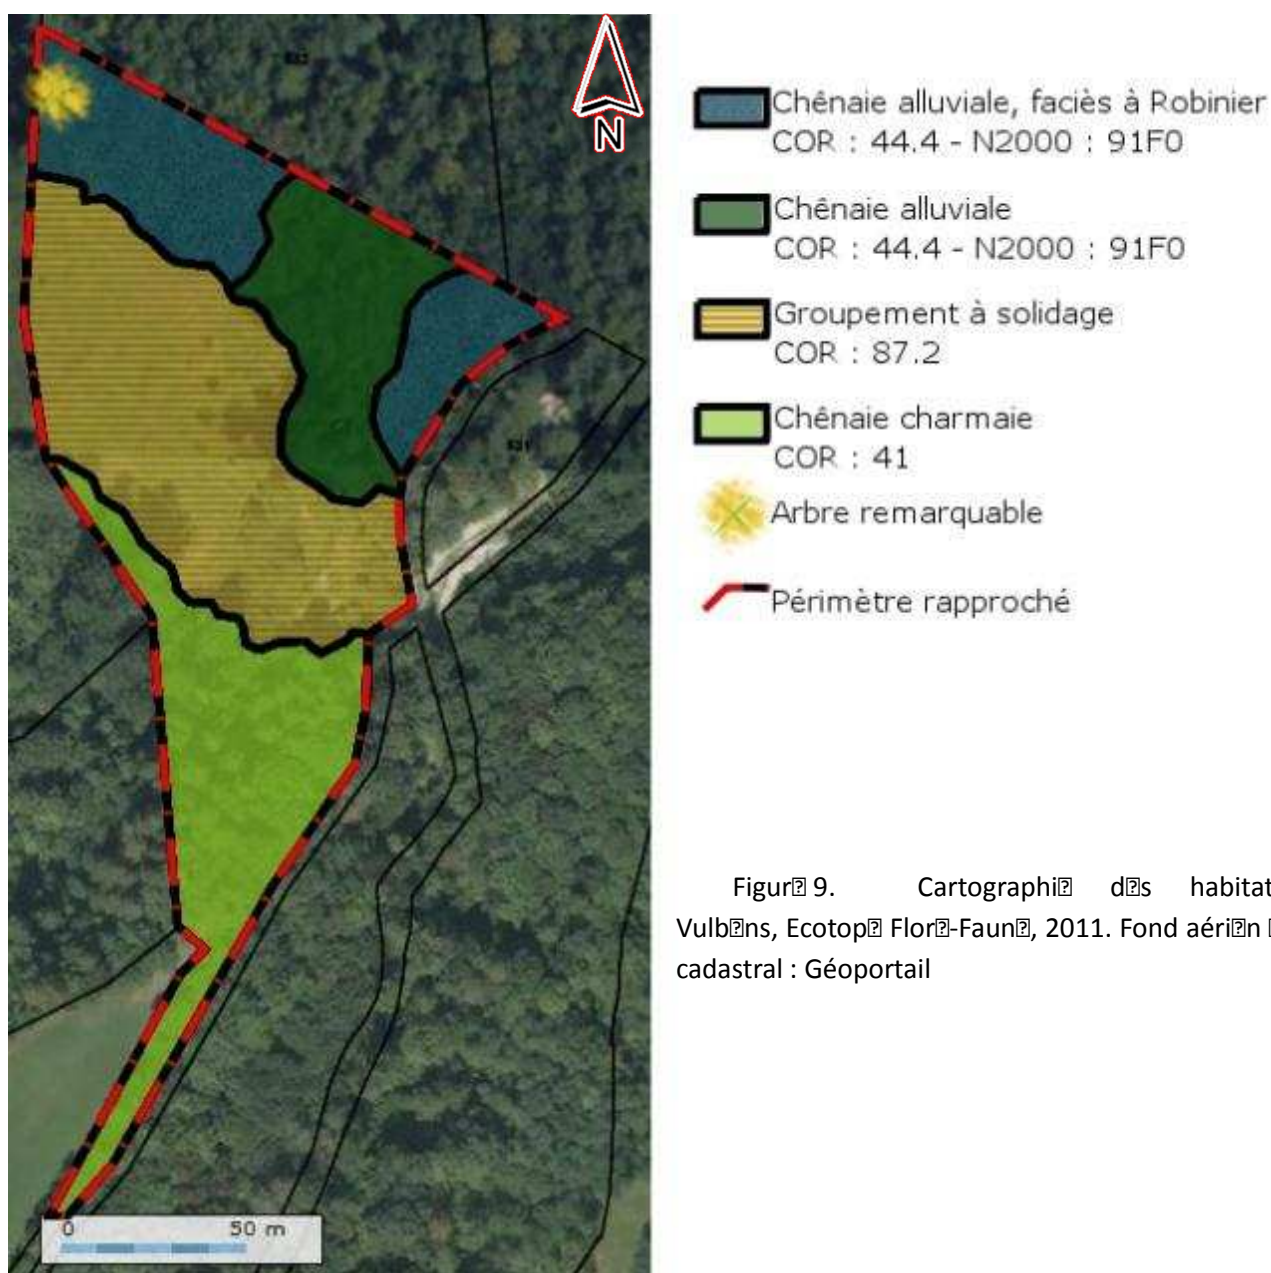 N
Chênaie alluviale, faciès à Robinier
COR : 44.4 - N2000 : 91F0
Chênaie alluviale
COR : 44.4 - N2000 : 91F0
Groupement à solidage
COR : 87.2
Chênaie charmaie
COR : 41
Arbre remarquable
Périmètre rapproché
Figur⍰ 9. Cartographi⍰ d⍰s habitat
Vulb⍰ns, Ecotop⍰ Flor⍰-Faun⍰, 2011. Fond aéri⍰n
cadastral : Géoportail
0 50 m